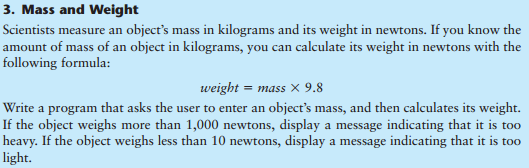 3. Mass and Weight
Scientists measure an object's mass in kilograms and its weight in newtons. If you know the
amount of mass of an object in kilograms, you can calculate its weight in newtons with the
following formula:
weight = mass × 9.8
Write a program that asks the user to enter an object's mass, and then calculates its weight.
If the object weighs more than 1,000 newtons, display a message indicating that it is too
heavy. If the object weighs less than 10 newtons, display a message indicating that it is too
light.